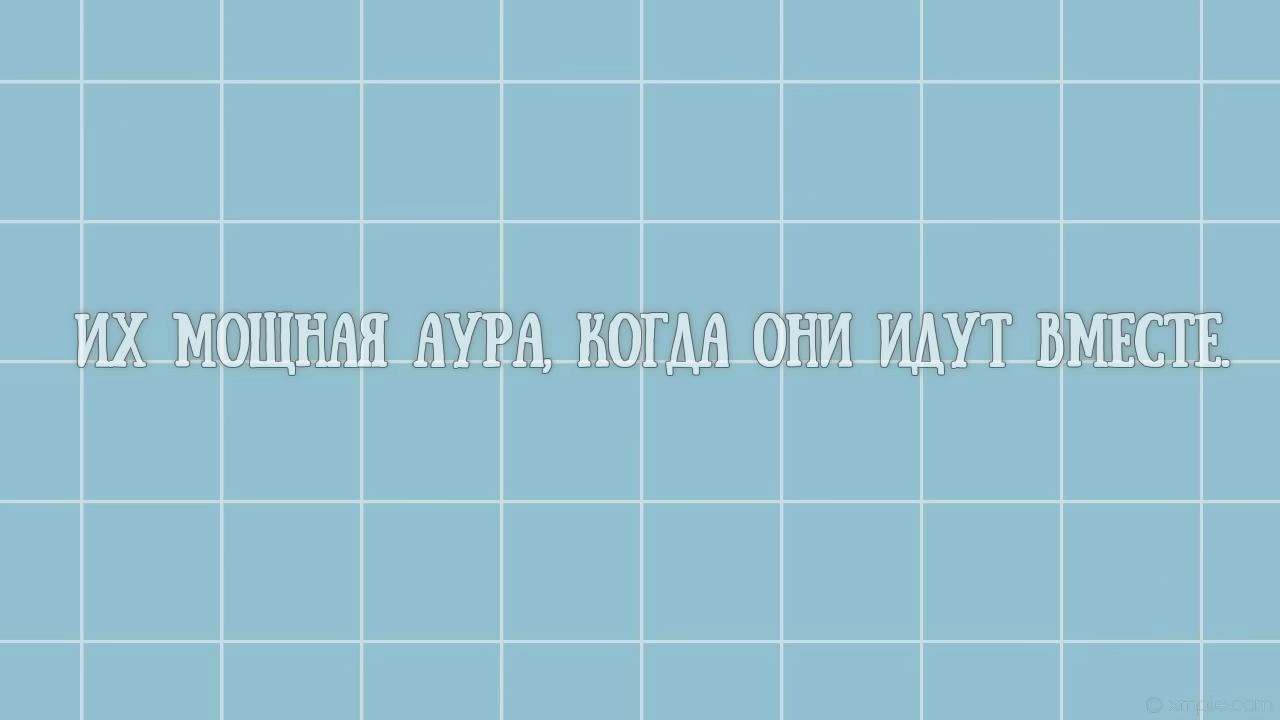 ИХ МОЩНАЯ АУРА, КОГДА ОНИ ИДУТ ВМЕСТЕ.